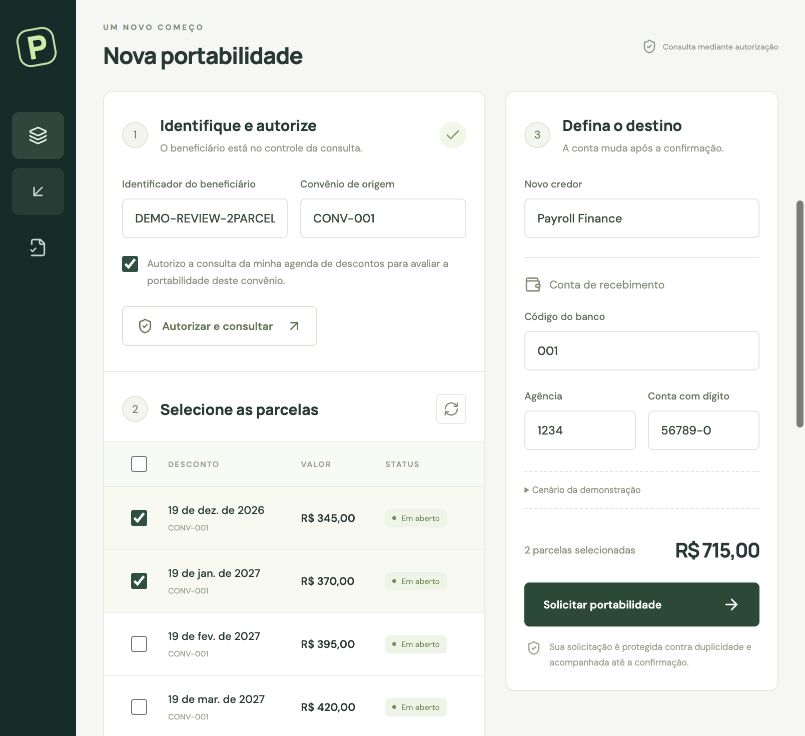 P
UM NOVO COMEÇO
Nova portabilidade
Consulta mediante autorização
1
Identifique e autorize
O beneficiário está no controle da consulta.
Identificador do beneficiário
Convênio de origem
DEMO-REVIEW-2PARCEL
CONV-001
Autorizo a consulta da minha agenda de descontos para avaliar a
portabilidade deste convênio.
Autorizar e consultar
2
Selecione as parcelas
DESCONTO
VALOR
STATUS
19 de dez. de 2026
CONV-001
R$ 345,00
Em aberto
19 de jan. de 2027
CONV-001
R$ 370,00
Em aberto
19 de fev. de 2027
CONV-001
R$ 395,00
Em aberto
19 de mar. de 2027
CONV-001
R$ 420,00
Em aberto
3
Defina o destino
A conta muda após a confirmação.
Novo credor
Payroll Finance
Conta de recebimento
Código do banco
001
Agência
Conta com dígito
1234
56789-0
Cenário da demonstração
2 parcelas selecionadas
R$ 715,00
Solicitar portabilidade
Sua solicitação é protegida contra duplicidade e
acompanhada até a confirmação.